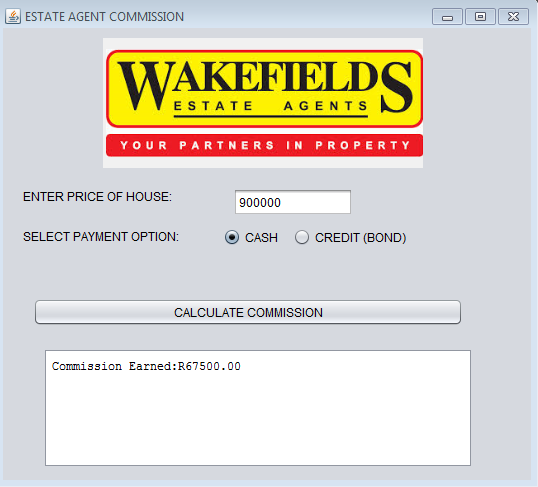 ESTATE AGENT COMMISSION
WAKEFIELDS
ESTATE AGENTS
YOUR PARTNERS IN PROPERTY
ENTER PRICE OF HOUSE: 900000
SELECT PAYMENT OPTION: CASH CREDIT (BOND)
CALCULATE COMMISSION
Commission Earned:R67500.00